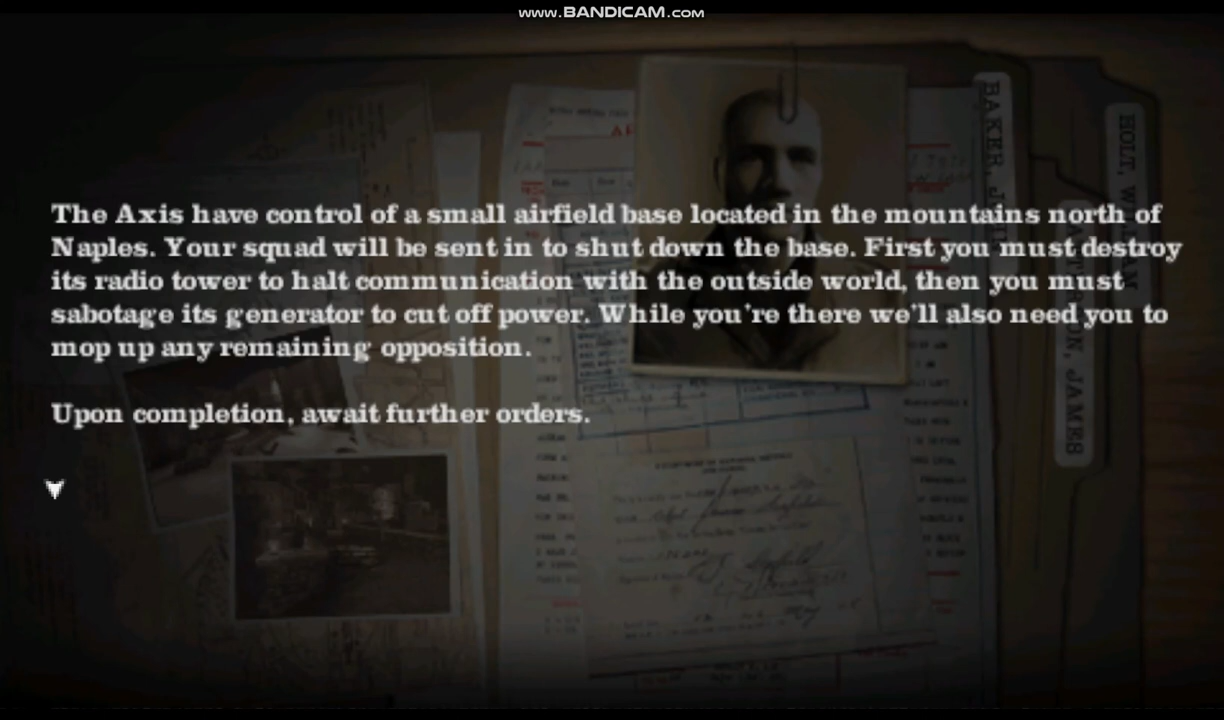 www.BANDICAM.com
The Axis have control of a small airfield base located in the mountains north of
Naples. Your squad will be sent in to shut down the base. First you must destroy
its radio tower to halt communication with the outside world, then you must
sabotage its generator to cut off power. While you're there we'll also need you to
mop up any remaining opposition.
Upon completion, await further orders.
BAKER, J
HOLT, W
ON, JAMES